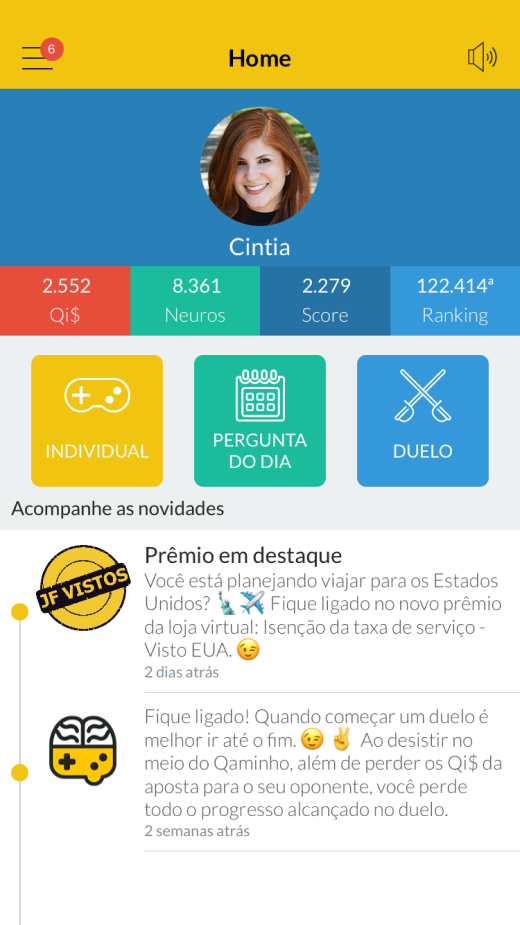 6
Home
Cintia
2.552
Qi$
8.361
Neuros
2.279
Score
122.414ª
Ranking
INDIVIDUAL
PERGUNTA
DO DIA
DUELO
Acompanhe as novidades
JF VISTOS
Prêmio em destaque
Você está planejando viajar para os Estados
Unidos? 🗽✈️ Fique ligado no novo prêmio
da loja virtual: Isenção da taxa de serviço -
Visto EUA. 😉
2 dias atrás
Fique ligado! Quando começar um duelo é
melhor ir até o fim. 😉 ✌️ Ao desistir no
meio do Qaminho, além de perder os Qi$ da
aposta para o seu oponente, você perde
todo o progresso alcançado no duelo.
2 semanas atrás